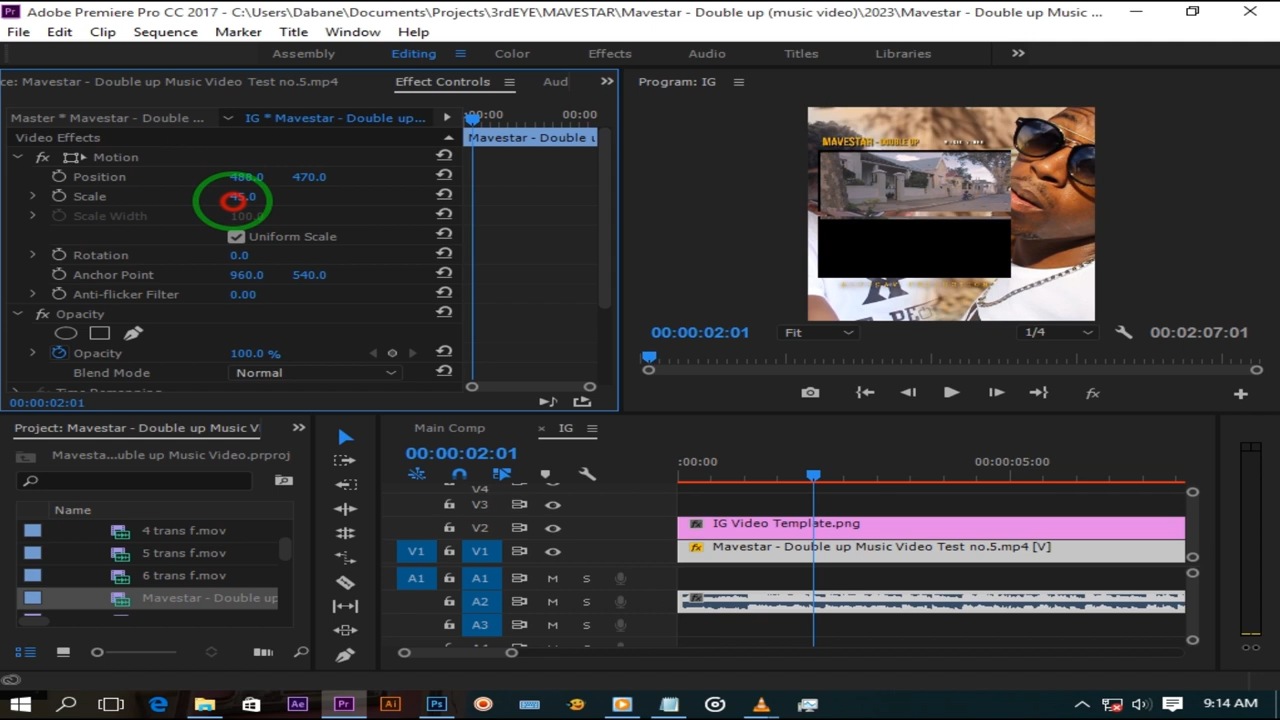 Adobe Premiere Pro CC 2017 - C:\Users\Dabane\Documents\Projects\3rdEYE\MAVESTAR\Mavestar - Double up (music video)\2023\Mavestar - Double up Music ...
File Edit Clip Sequence Marker Title Window Help
Assembly Editing Color Effects Audio Titles Libraries
ce: Mavestar - Double up Music Video Test no.5.mp4 Effect Controls Aud
Program: IG
Master * Mavestar - Double ... IG * Mavestar - Double up...
:00:00 00:00
Video Effects
Mavestar - Double u
Motion
Position 488.0 470.0
Scale 45.0
Scale Width 100.
Uniform Scale
Rotation 0.0
Anchor Point 960.0 540.0
Anti-flicker Filter 0.00
Opacity
Opacity 100.0 %
Blend Mode Normal
00:00:02:01
MAVESTAR - DOUBLE UP
00:00:02:01 Fit 1/4 00:02:07:01
Project: Mavestar - Double up Music V
Mavesta...uble up Music Video.prproj
Name
4 trans f.mov
5 trans f.mov
6 trans f.mov
Mavestar - Double up
Main Comp IG
00:00:02:01
:00:00 00:00:05:00
V4
V3
V2 IG Video Template.png
V1 V1 Mavestar - Double up Music Video Test no.5.mp4 [V]
A1 A1 M S
A2 M S
A3 M S
Ae Pr Ai Ps
9:14 AM